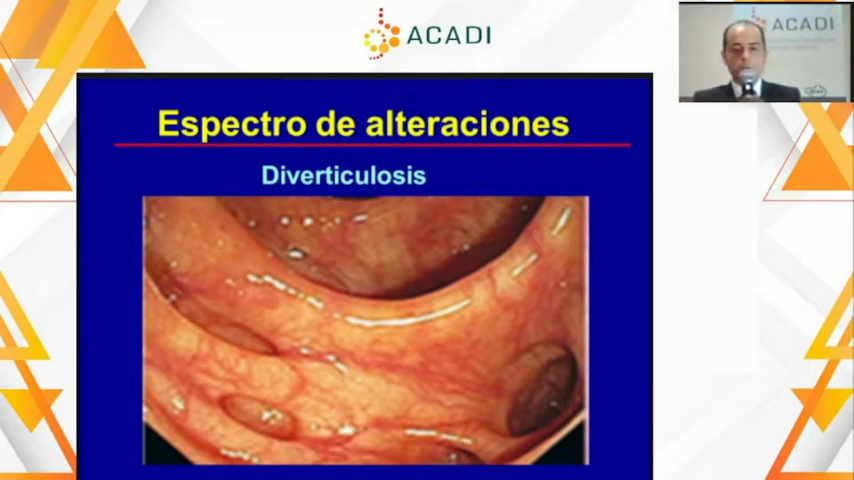 ACADI
ACADI
Espectro de alteraciones
Diverticulosis